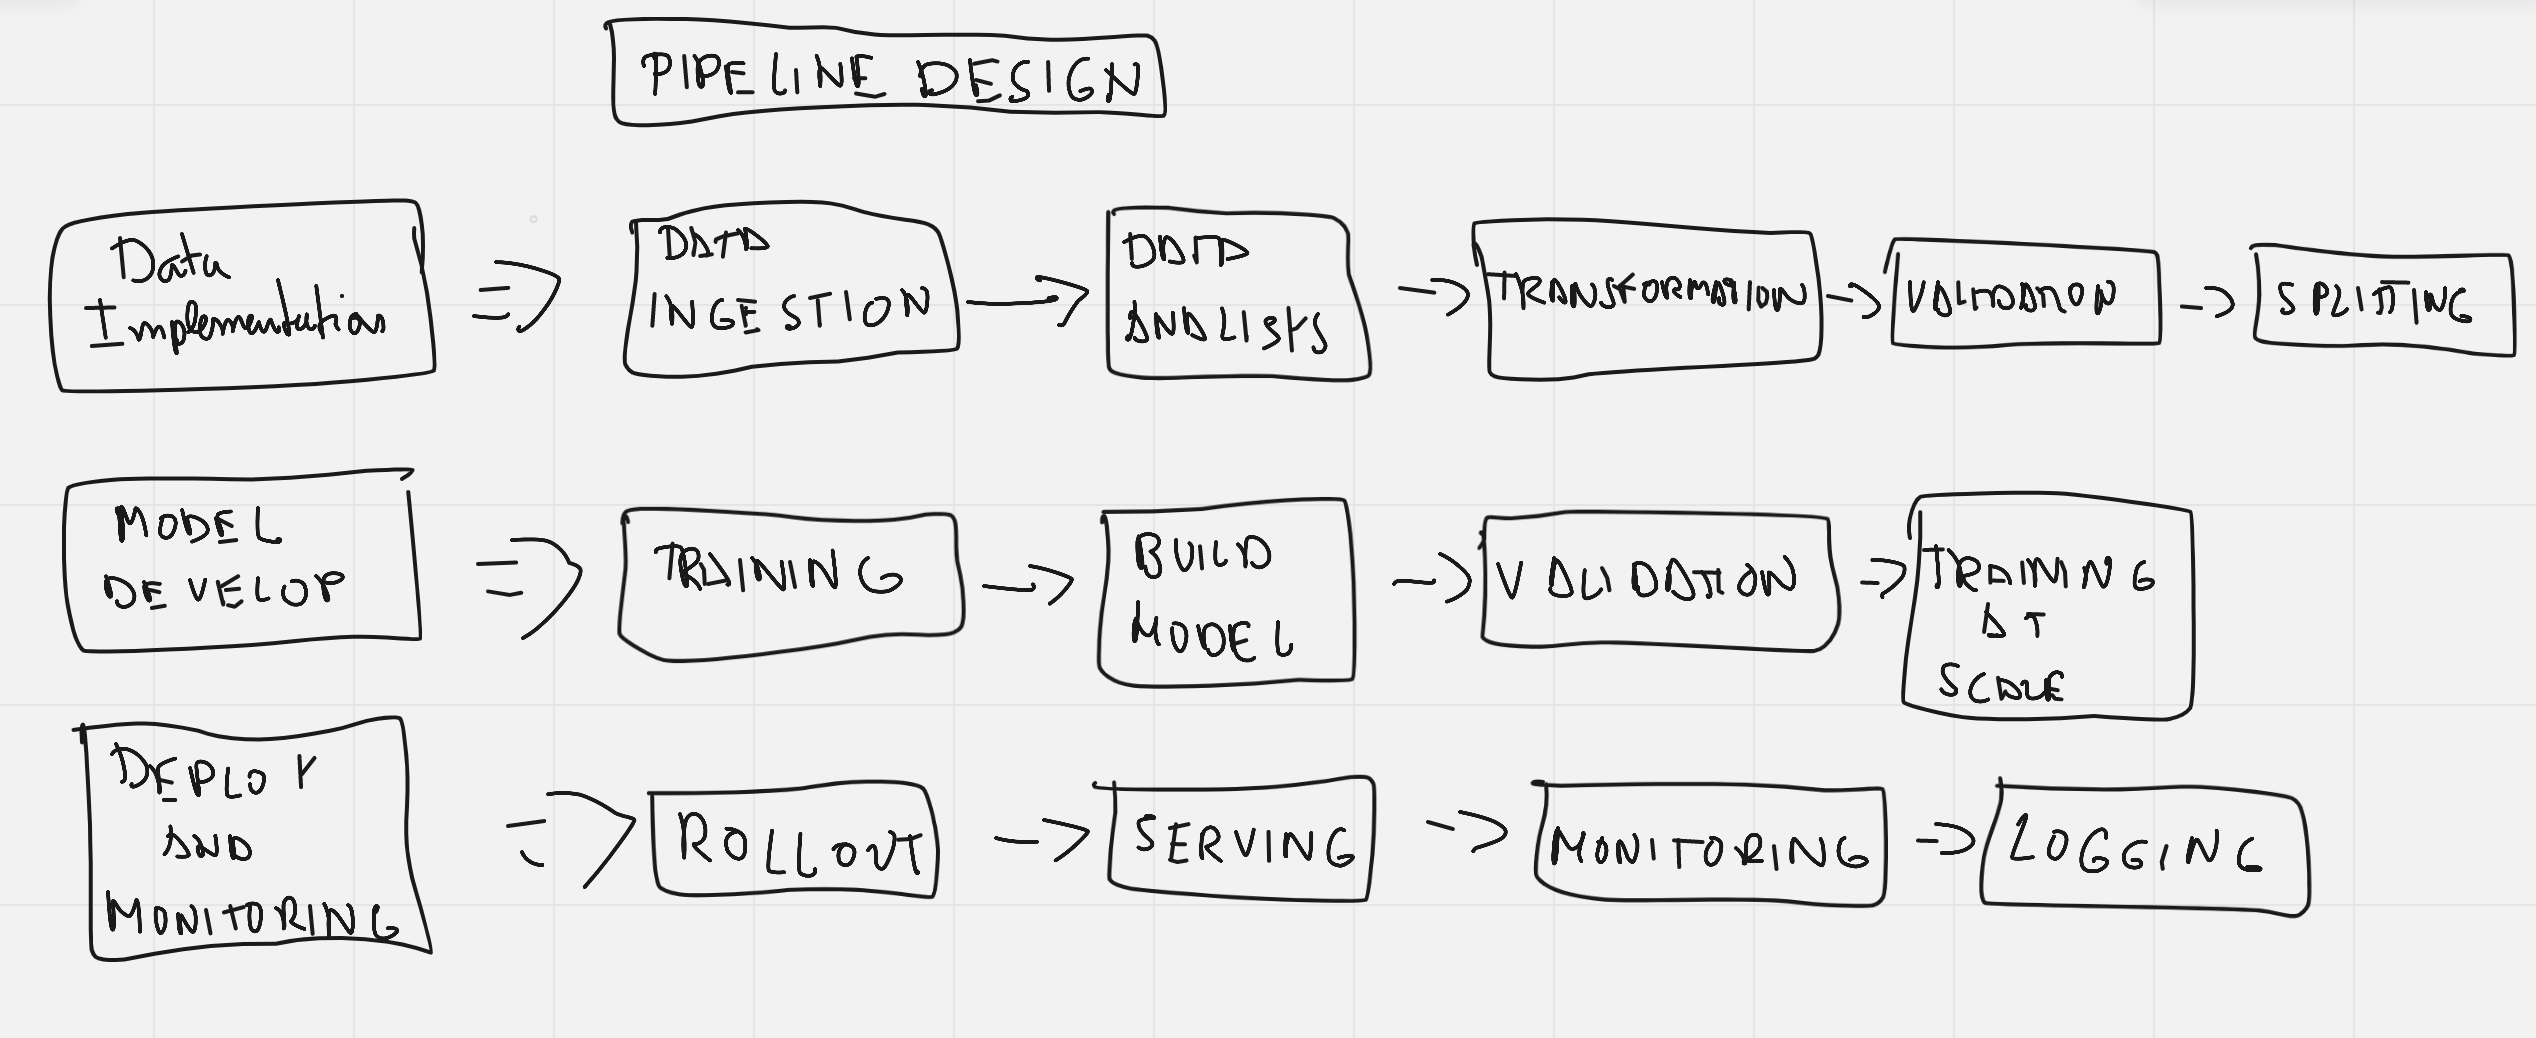 PIPELINE DESIGN
Data
Implementation
DATA
INGESTION
DATA
ANALISYS
TRANSFORMATION
VALIDATION
SPLITTING
MODEL
DEVELOP
TRAINING
BUILD
MODEL
VALIDATION
TRAINING
AT
SCALE
DEPLOY
AND
MONITORING
ROLLOUT
SERVING
MONITORING
LOGGING